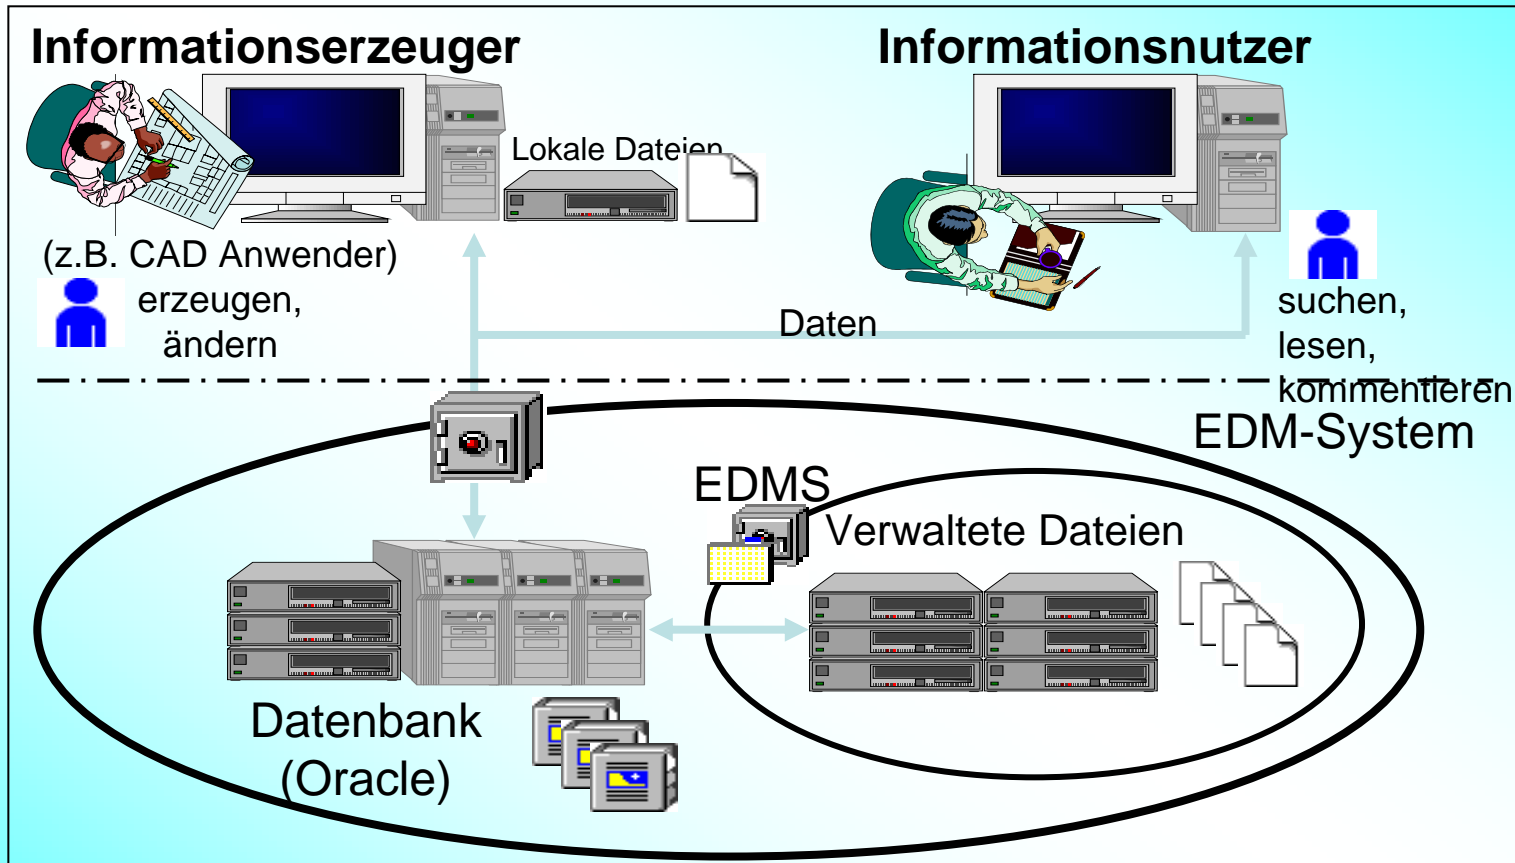 Informationserzeuger
Informationsnutzer
Lokale Dateien
(z.B. CAD Anwender)
erzeugen,
ändern
Daten
suchen,
lesen,
kommentieren
EDM-System
EDMS
Verwaltete Dateien
Datenbank
(Oracle)